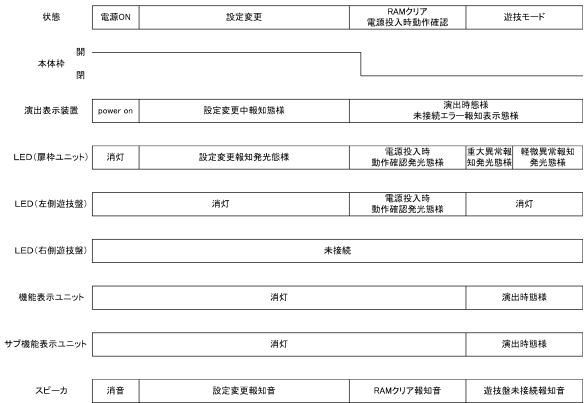 状態
電源ON
設定変更
RAMクリア
電源投入時動作確認
遊技モード
本体枠
開
閉
演出表示装置
power on
設定変更中報知態様
演出時態様
未接続エラー報知表示態様
LED(扉枠ユニット)
消灯
設定変更報知発光態様
電源投入時
動作確認発光態様
重大異常報
知発光態様
軽微異常報知
発光態様
LED(左側遊技盤)
消灯
電源投入時
動作確認発光態様
消灯
LED(右側遊技盤)
未接続
機能表示ユニット
消灯
演出時態様
サブ機能表示ユニット
消灯
演出時態様
スピーカ
消音
設定変更報知音
RAMクリア報知音
遊技盤未接続報知音